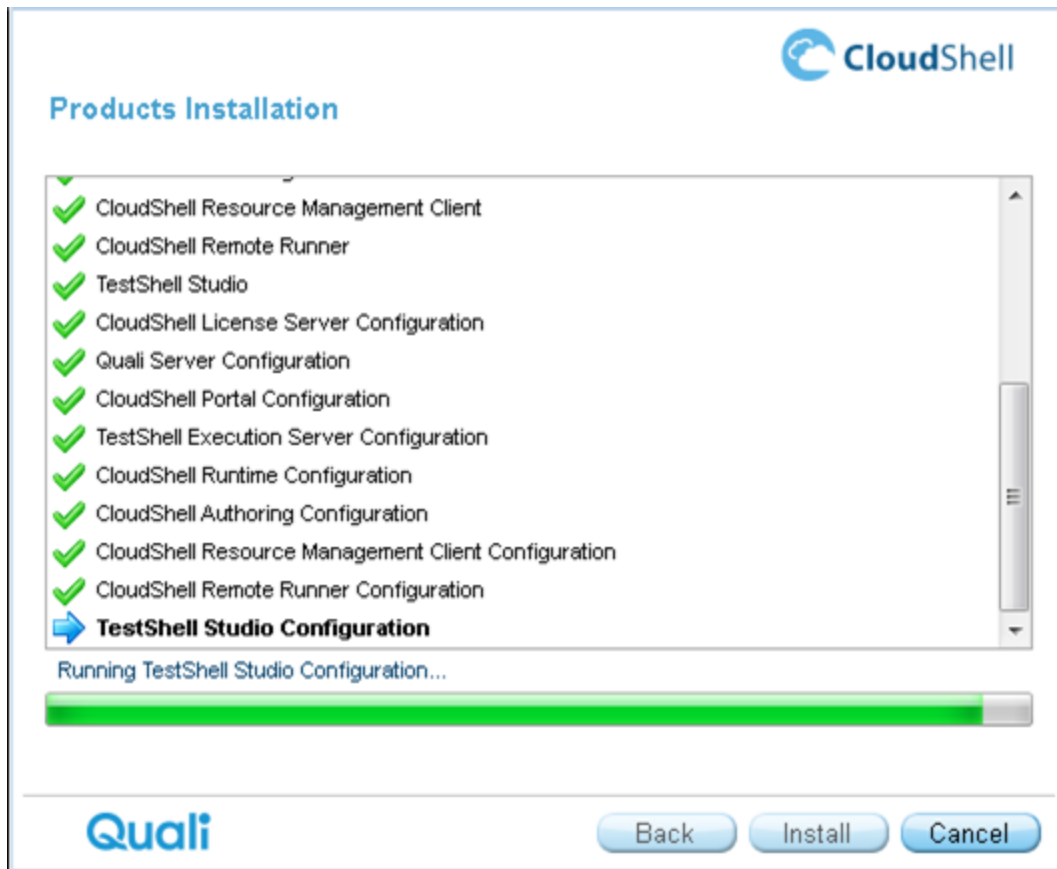 CloudShell
Products Installation
CloudShell Resource Management Client
CloudShell Remote Runner
TestShell Studio
CloudShell License Server Configuration
Quali Server Configuration
CloudShell Portal Configuration
TestShell Execution Server Configuration
CloudShell Runtime Configuration
CloudShell Authoring Configuration
CloudShell Resource Management Client Configuration
CloudShell Remote Runner Configuration
TestShell Studio Configuration
Running TestShell Studio Configuration...
Quali
Back
Install
Cancel